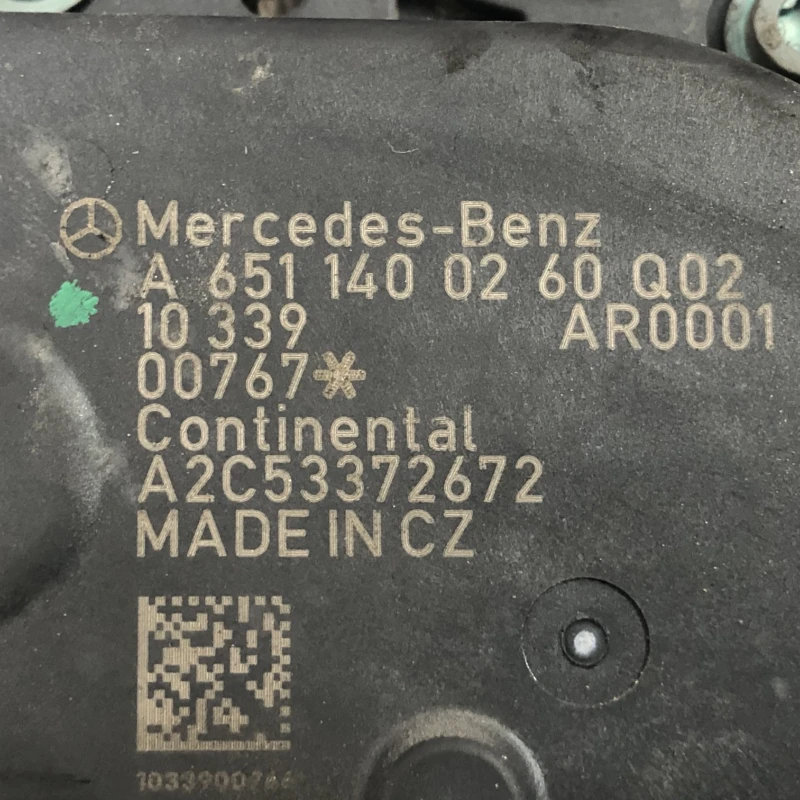 Mercedes-Benz
A 651 140 02 60 Q02
10 339 AR0001
00767*
Continental
A2C53372672
MADE IN CZ